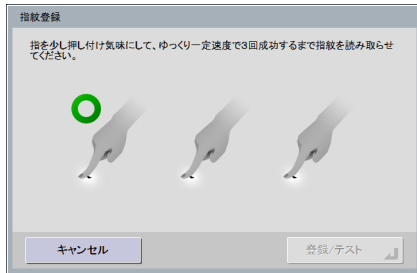 指紋登録
指を少し押し付け気味にして、ゆっくり一定速度で3回成功するまで指紋を読み取らせ
てください。
キャンセル
登録/テスト